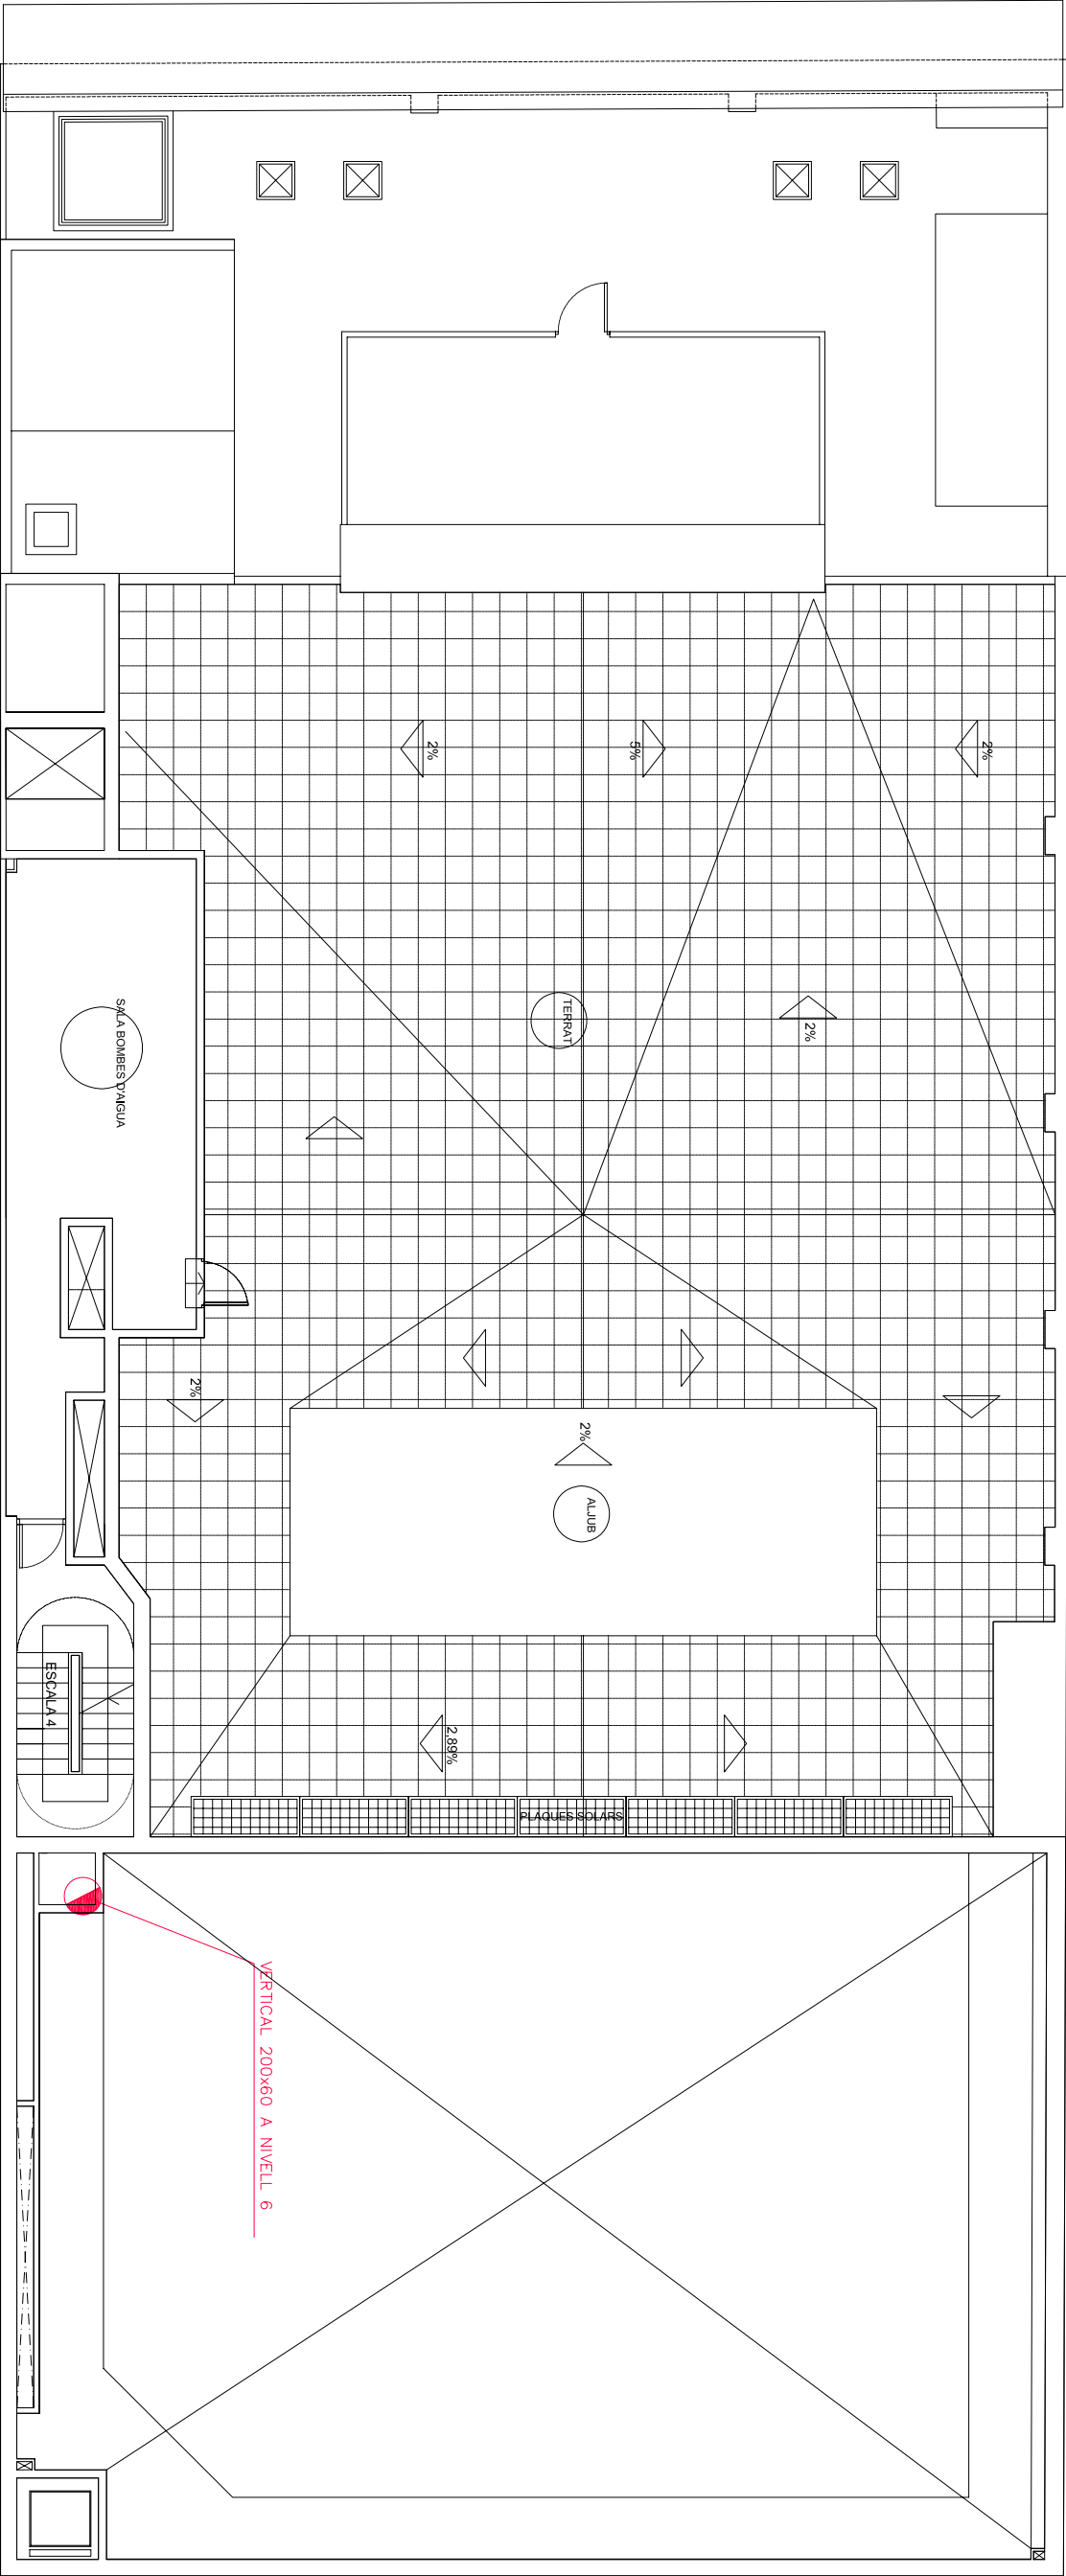 2%
5%
2%
TERRAT
2%
SALA BOMBES D'AIGUA
2%
2%
ALJUB
ESCALA 4
2,89%
PLAQUES SOLARS
VERTICAL 200x60 A NIVELL 6